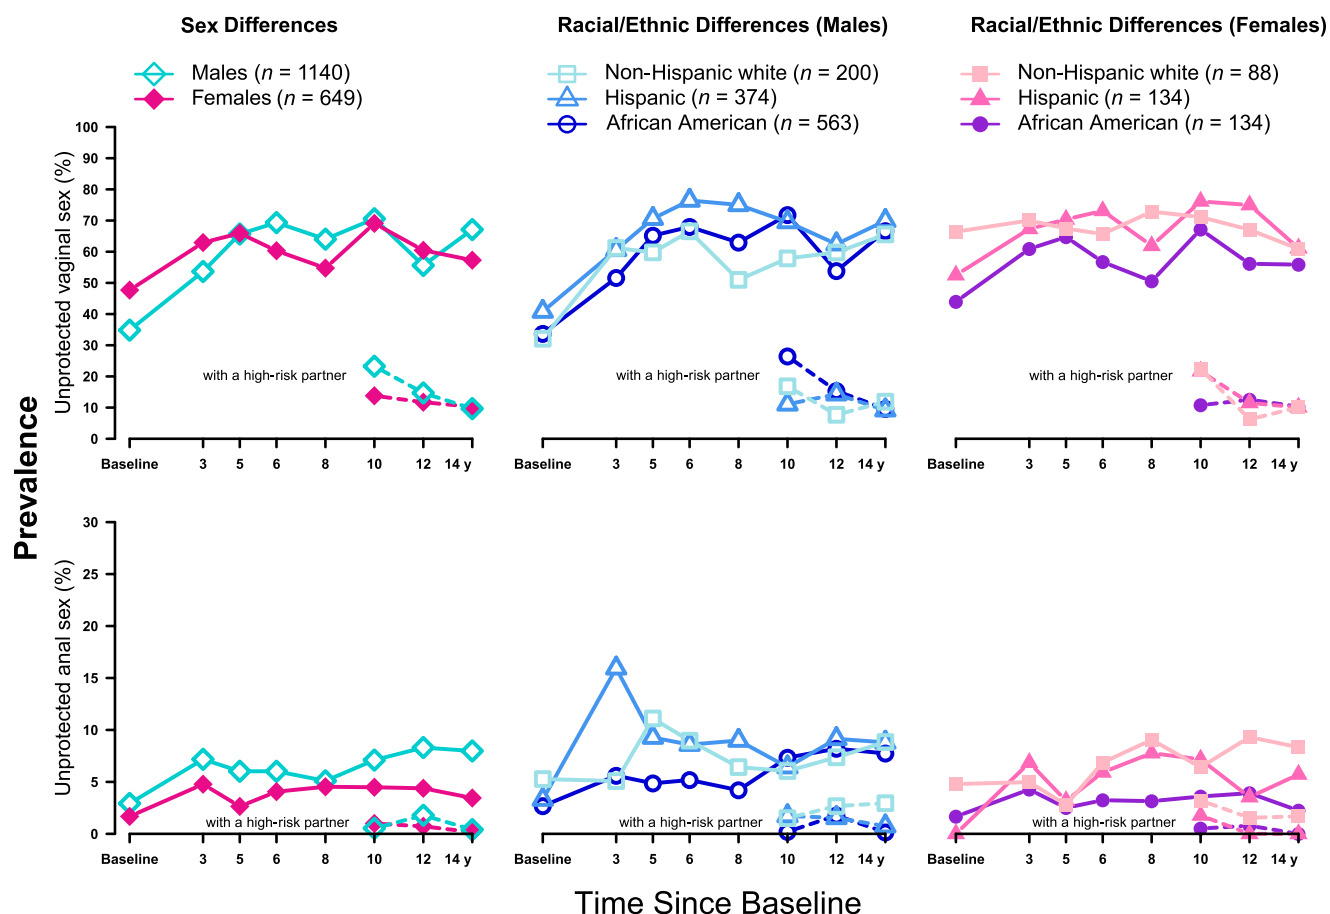 Sex Differences
Males (n = 1140)
Females (n = 649)
Racial/Ethnic Differences (Males)
Non-Hispanic white (n = 200)
Hispanic (n = 374)
African American (n = 563)
Racial/Ethnic Differences (Females)
Non-Hispanic white (n = 88)
Hispanic (n = 134)
African American (n = 134)
Prevalence
Unprotected vaginal sex (%)
100
90
80
70
60
50
40
30
20
10
0
with a high-risk partner
Baseline 3 5 6 8 10 12 14 y
with a high-risk partner
Baseline 3 5 6 8 10 12 14 y
with a high-risk partner
Baseline 3 5 6 8 10 12 14 y
Unprotected anal sex (%)
30
25
20
15
10
5
0
with a high-risk partner
Baseline 3 5 6 8 10 12 14 y
with a high-risk partner
Baseline 3 5 6 8 10 12 14 y
with a high-risk partner
Baseline 3 5 6 8 10 12 14 y
Time Since Baseline